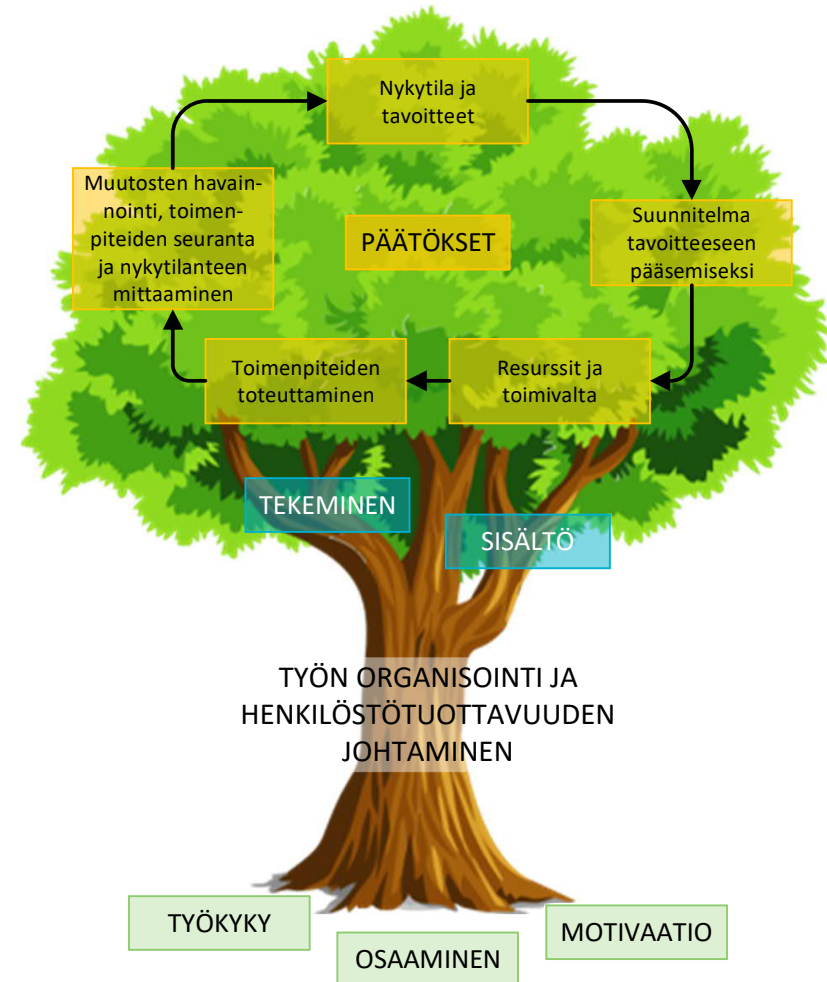 Nykytila ja
tavoitteet
Muutosten havain-
nointi, toimen-
piteiden seuranta
ja nykytilanteen
mittaaminen
PÄÄTÖKSET
Suunnitelma
tavoitteeseen
pääsemiseksi
Toimenpiteiden
toteuttaminen
Resurssit ja
toimivalta
TEKEMINEN
SISÄLTÖ
TYÖN ORGANISOINTI JA
HENKILÖSTÖTUOTTAVUUDEN
JOHTAMINEN
TYÖKYKY
OSAAMINEN
MOTIVAATIO